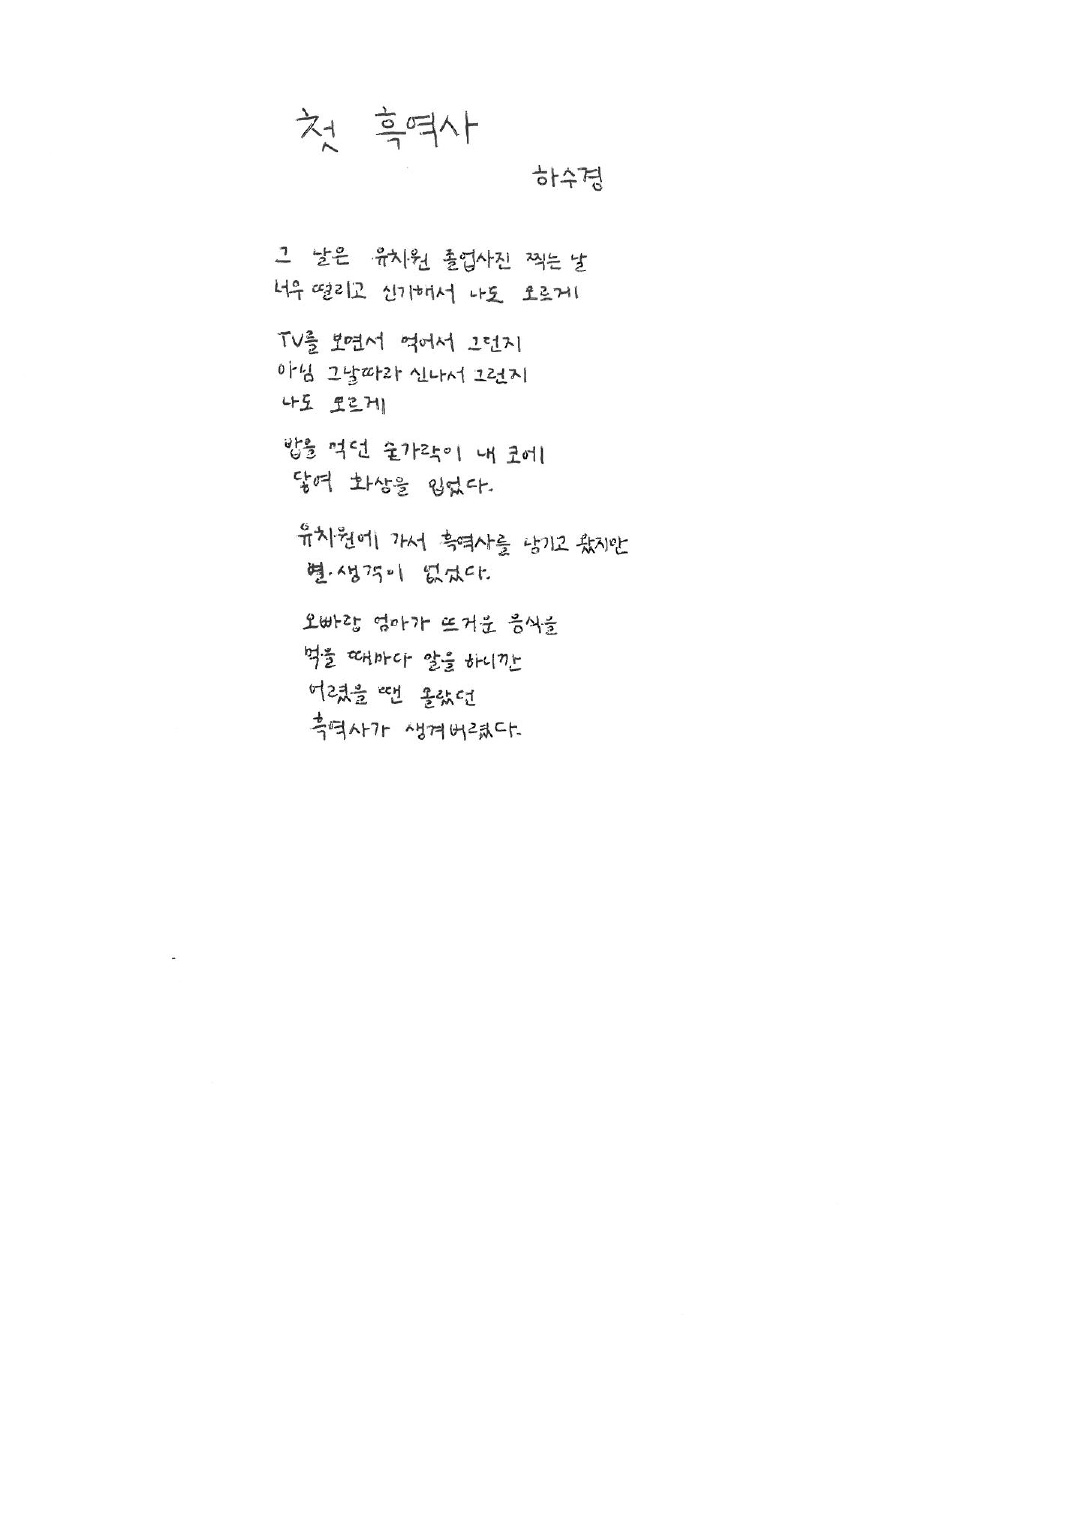 첫 흑역사
하수경
그 날은 유치원 졸업사진 찍는 날
너무 떨리고 신기해서 나도 모르게
TV를 보면서 먹어서 그런지
아님 그날따라 신나서 그런지
나도 모르게
밥을 먹던 숟가락이 내 코에
닿여 화상을 입었다.
유치원에 가서 흑역사를 남기고 왔지만
별 생각이 없었다.
오빠랑 엄마가 뜨거운 음식을
먹을 때마다 말을 하니깐
어렸을 땐 몰랐던
흑역사가 생겨버렸다.